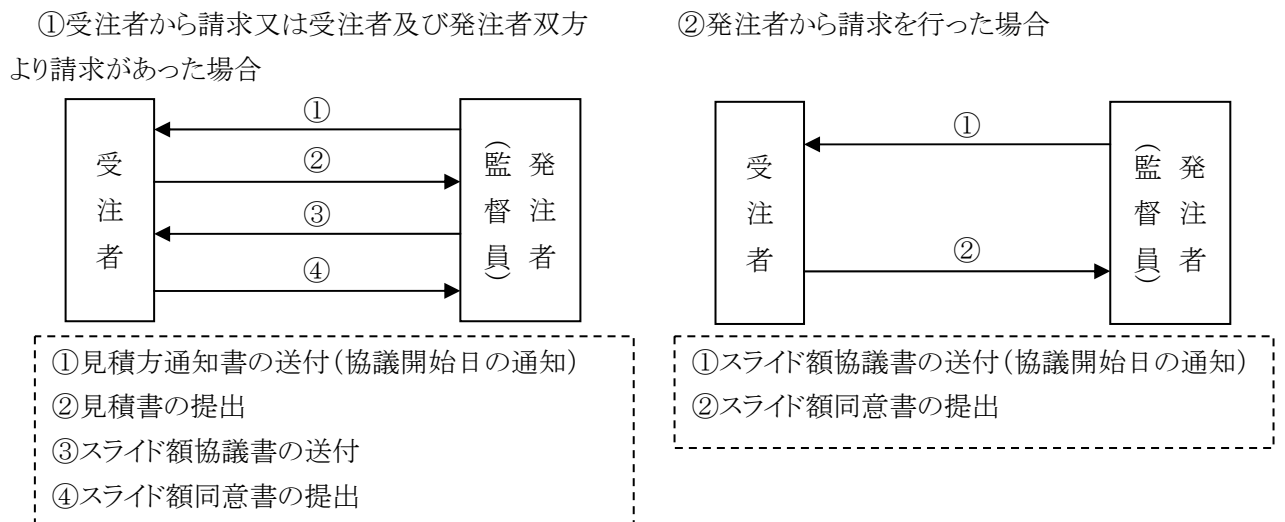 ①受注者から請求又は受注者及び発注者双方
より請求があった場合
①
②
③
④
受注者
発注者
(監督員)
①見積方通知書の送付(協議開始日の通知)
②見積書の提出
③スライド額協議書の送付
④スライド額同意書の提出
②発注者から請求を行った場合
①
②
受注者
発注者
(監督員)
①スライド額協議書の送付(協議開始日の通知)
②スライド額同意書の提出